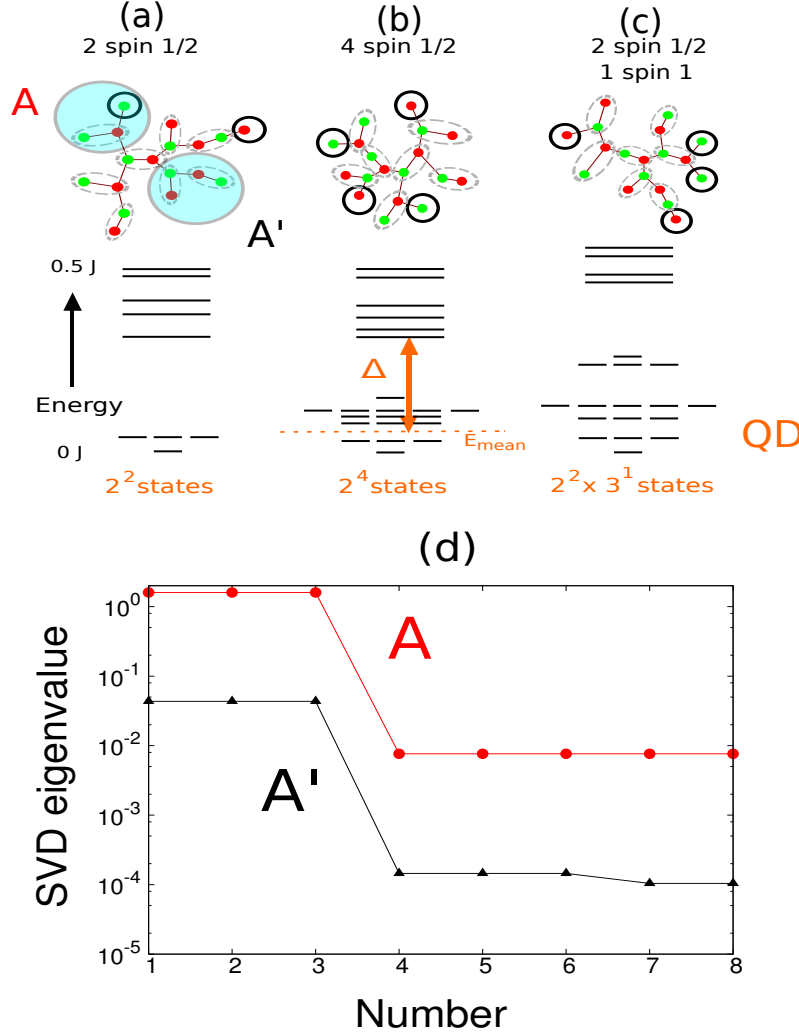 (a) (b) (c)
2 spin 1/2 4 spin 1/2 2 spin 1/2
1 spin 1
A
A'
0.5 J
Δ
Energy
E_mean
QD
0 J
2^2 states 2^4 states 2^2 x 3^1 states
(d)
10^0
10^-1
10^-2
10^-3
10^-4
10^-5
A
A'
SVD eigenvalue
1 2 3 4 5 6 7 8
Number